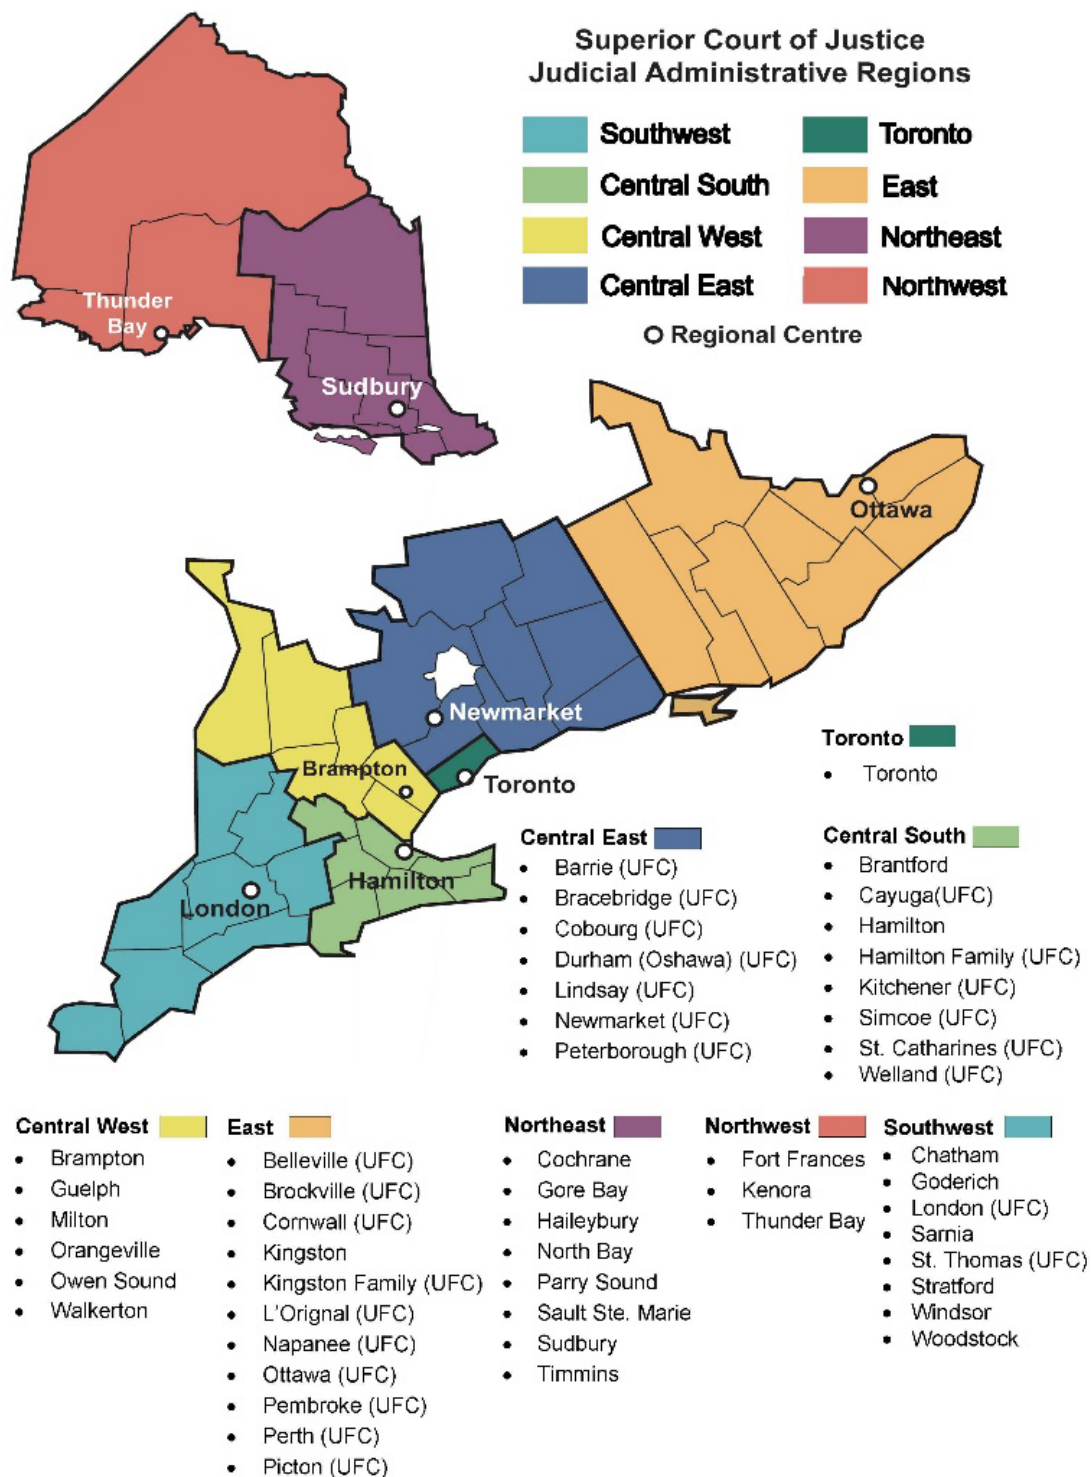 Superior Court of Justice
Judicial Administrative Regions
Southwest
Toronto
Central South
East
Central West
Northeast
Central East
Northwest
Regional Centre
Thunder
Bay
Sudbury
Ottawa
Newmarket
Brampton
Toronto
Hamilton
London
Toronto
• Toronto
Central East
• Barrie (UFC)
• Bracebridge (UFC)
• Cobourg (UFC)
• Durham (Oshawa) (UFC)
• Lindsay (UFC)
• Newmarket (UFC)
• Peterborough (UFC)
Central South
• Brantford
• Cayuga(UFC)
• Hamilton
• Hamilton Family (UFC)
• Kitchener (UFC)
• Simcoe (UFC)
• St. Catharines (UFC)
• Welland (UFC)
Central West
• Brampton
• Guelph
• Milton
• Orangeville
• Owen Sound
• Walkerton
East
• Belleville (UFC)
• Brockville (UFC)
• Cornwall (UFC)
• Kingston
• Kingston Family (UFC)
• L'Orignal (UFC)
• Napanee (UFC)
• Ottawa (UFC)
• Pembroke (UFC)
• Perth (UFC)
• Picton (UFC)
Northeast
• Cochrane
• Gore Bay
• Haileybury
• North Bay
• Parry Sound
• Sault Ste. Marie
• Sudbury
• Timmins
Northwest
• Fort Frances
• Kenora
• Thunder Bay
Southwest
• Chatham
• Goderich
• London (UFC)
• Sarnia
• St. Thomas (UFC)
• Stratford
• Windsor
• Woodstock